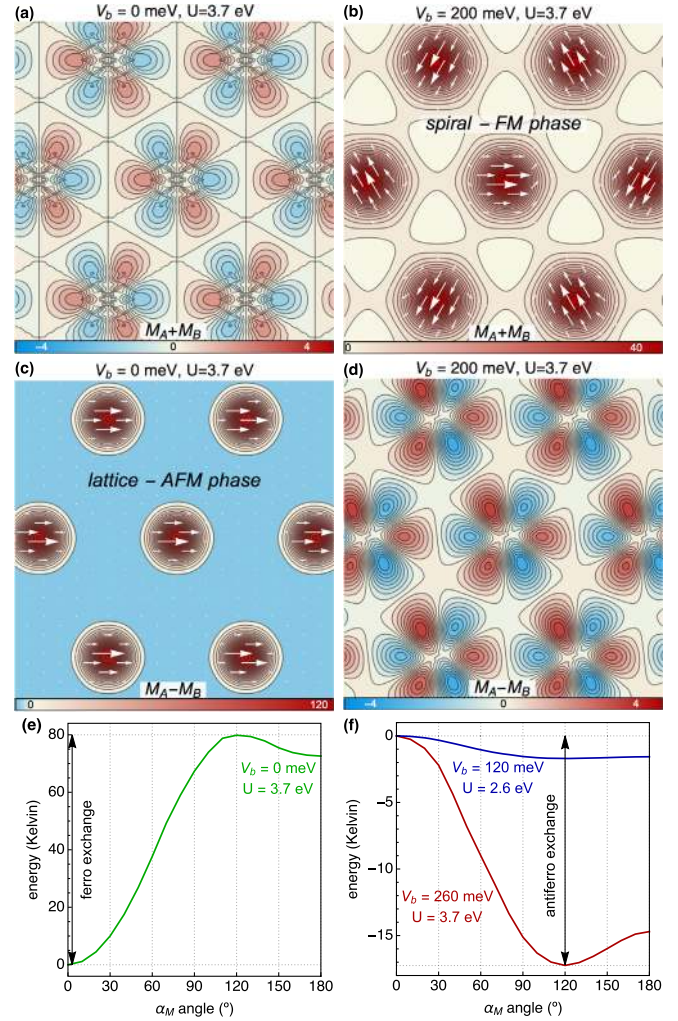 (a) V_b = 0 meV, U=3.7 eV
(b) V_b = 200 meV, U=3.7 eV
spiral – FM phase
M_A+M_B
−4 0 4
M_A+M_B
0 40
(c) V_b = 0 meV, U=3.7 eV
(d) V_b = 200 meV, U=3.7 eV
lattice – AFM phase
M_A−M_B
0 120
M_A−M_B
−4 0 4
(e)
80
60
40
20
0
energy (Kelvin)
ferro exchange
V_b = 0 meV
U = 3.7 eV
0 30 60 90 120 150 180
α_M angle (º)
(f)
0
−5
−10
−15
energy (Kelvin)
V_b = 120 meV
U = 2.6 eV
antiferro exchange
V_b = 260 meV
U = 3.7 eV
0 30 60 90 120 150 180
α_M angle (º)